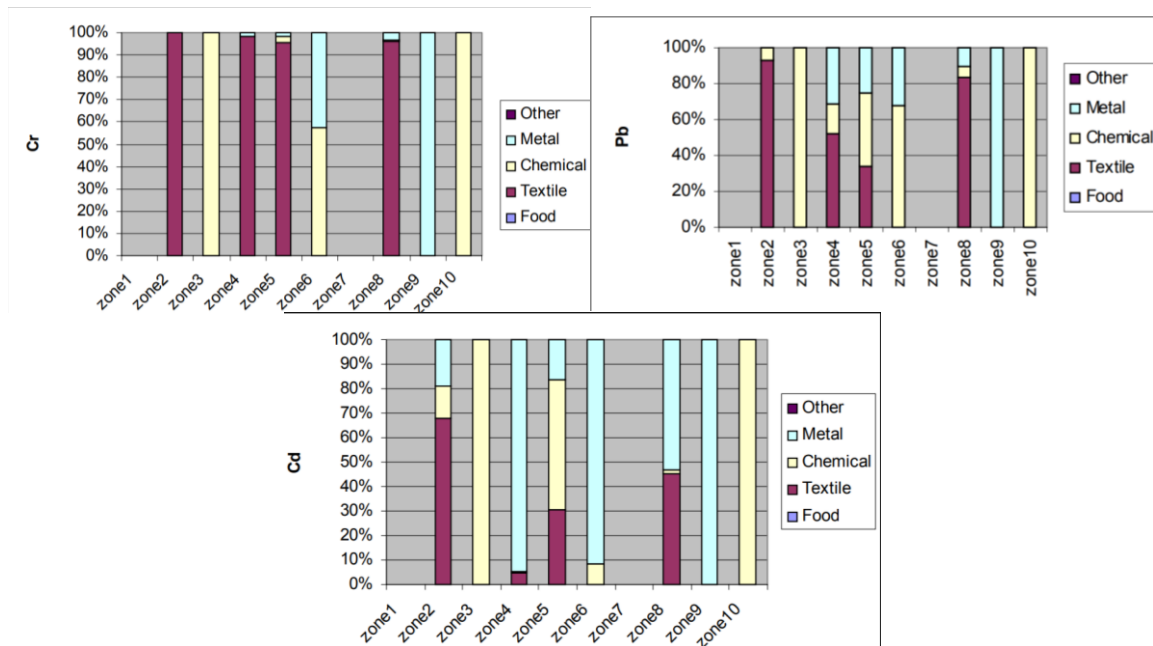 Cr
100%
90%
80%
70%
60%
50%
40%
30%
20%
10%
0%
zone1
zone2
zone3
zone4
zone5
zone6
zone7
zone8
zone9
zone10
Other
Metal
Chemical
Textile
Food
Pb
100%
80%
60%
40%
20%
0%
zone1
zone2
zone3
zone4
zone5
zone6
zone7
zone8
zone9
zone10
Other
Metal
Chemical
Textile
Food
Cd
100%
90%
80%
70%
60%
50%
40%
30%
20%
10%
0%
zone1
zone2
zone3
zone4
zone5
zone6
zone7
zone8
zone9
zone10
Other
Metal
Chemical
Textile
Food